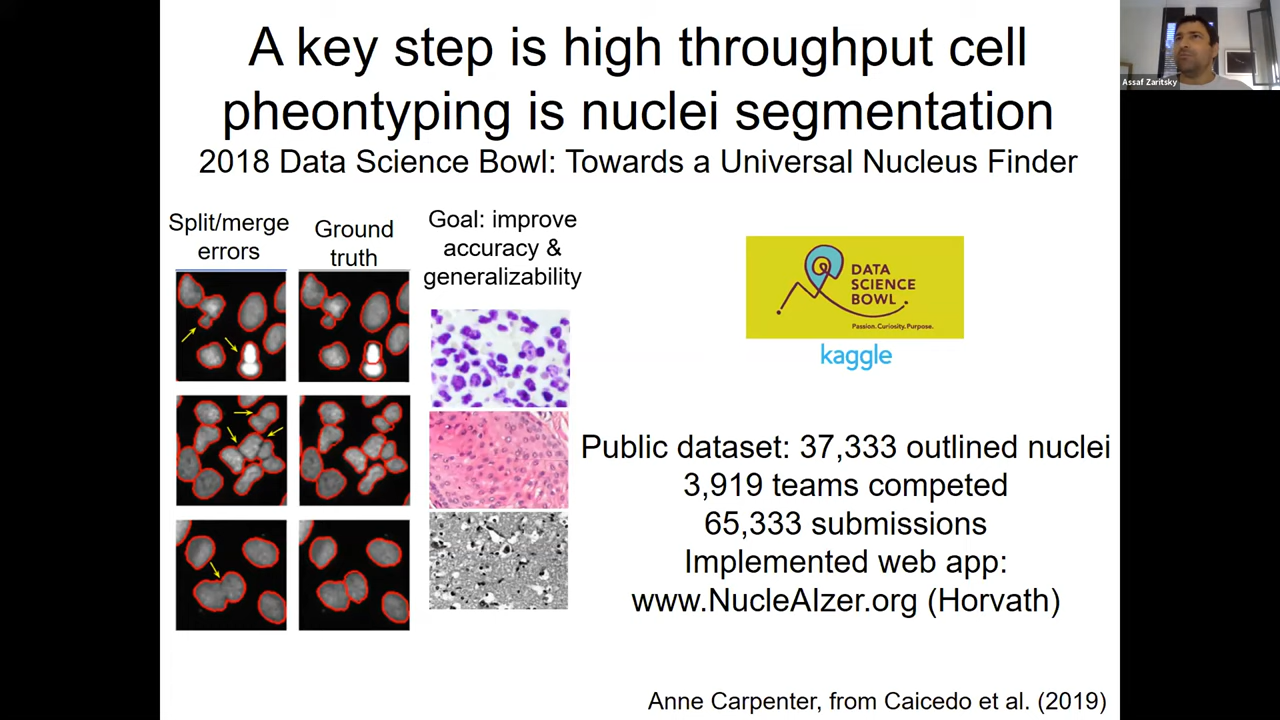 A key step is high throughput cell
pheontyping is nuclei segmentation
2018 Data Science Bowl: Towards a Universal Nucleus Finder
Split/merge
errors
Ground
truth
Goal: improve
accuracy &
generalizability
DATA
SCIENCE
BOWL
Passion. Curiosity. Purpose.
kaggle
Public dataset: 37,333 outlined nuclei
3,919 teams competed
65,333 submissions
Implemented web app:
www.NucleAIzer.org (Horvath)
Anne Carpenter, from Caicedo et al. (2019)
Assaf Zaritsky